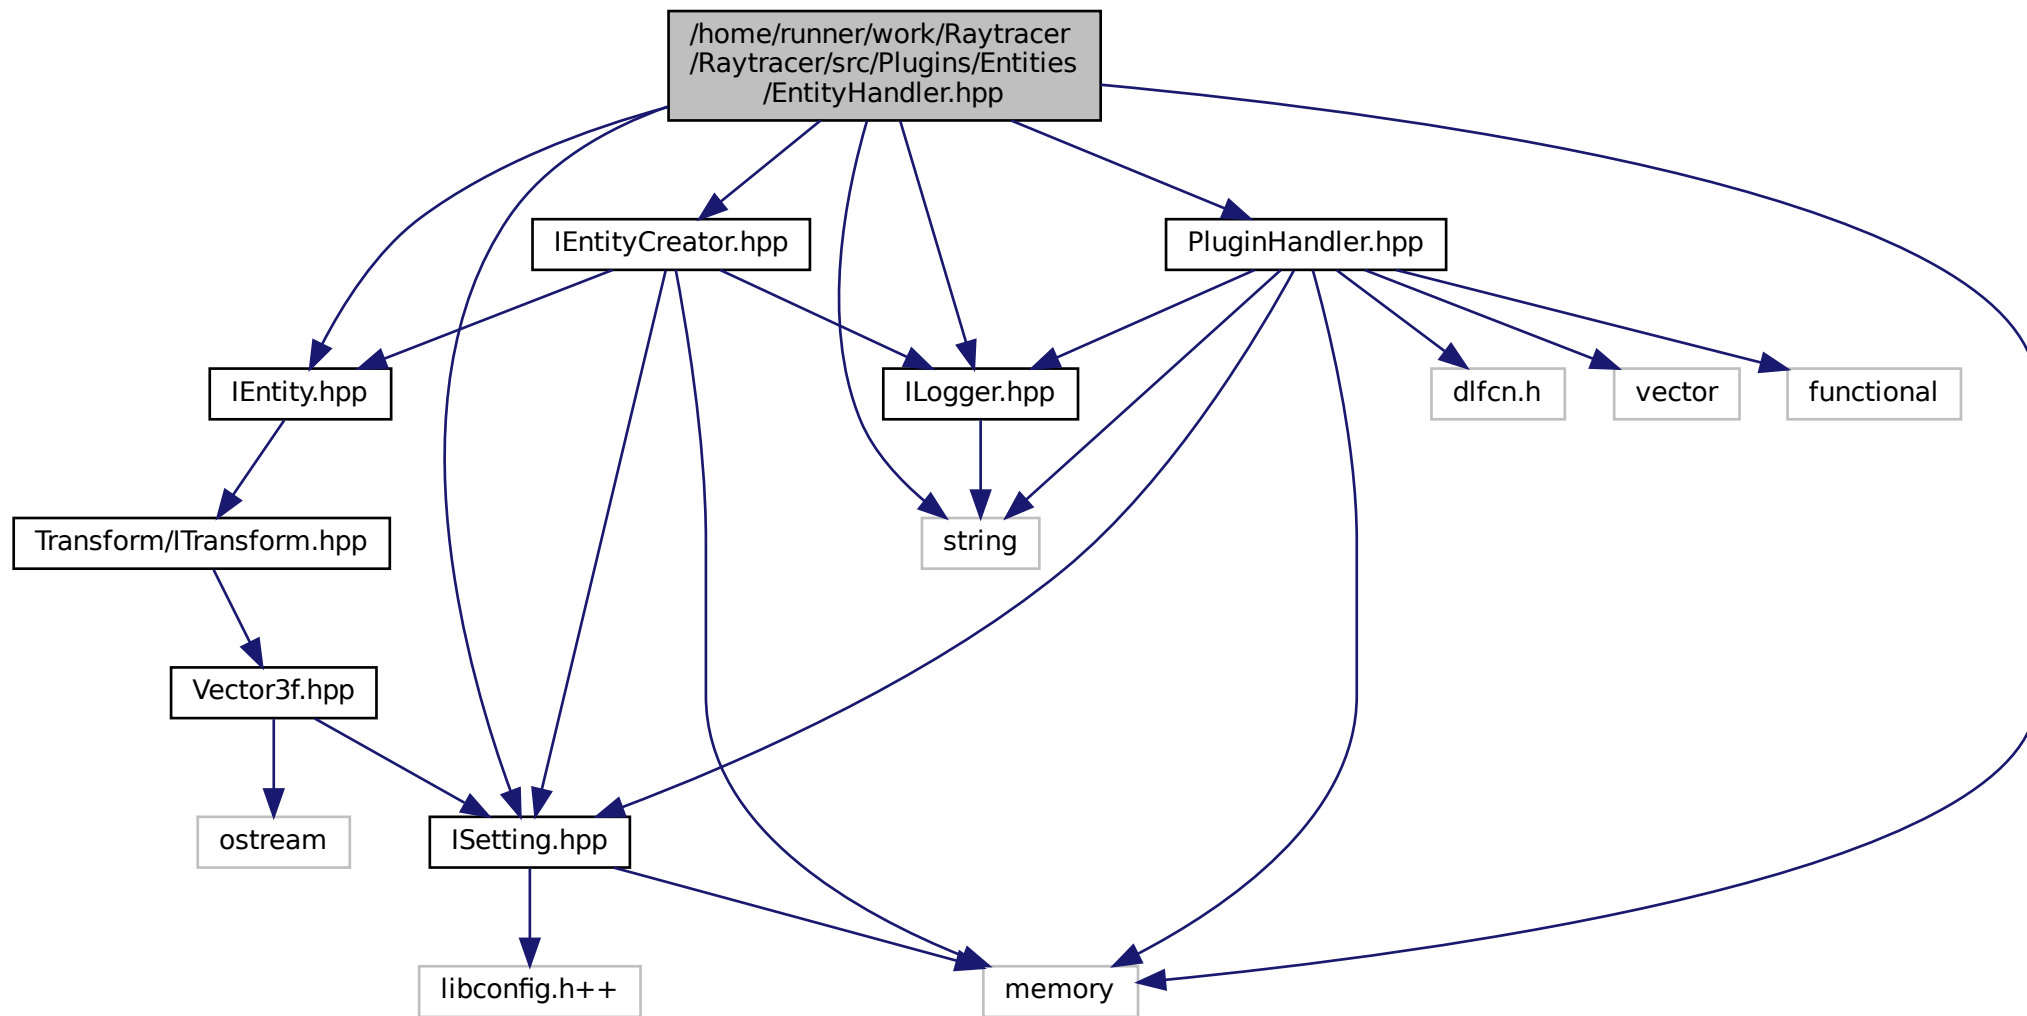 /home/runner/work/Raytracer
/Raytracer/src/Plugins/Entities
/EntityHandler.hpp
IEntityCreator.hpp
PluginHandler.hpp
IEntity.hpp
ILogger.hpp
dlfcn.h
vector
functional
Transform/ITransform.hpp
string
Vector3f.hpp
ostream
ISetting.hpp
libconfig.h++
memory